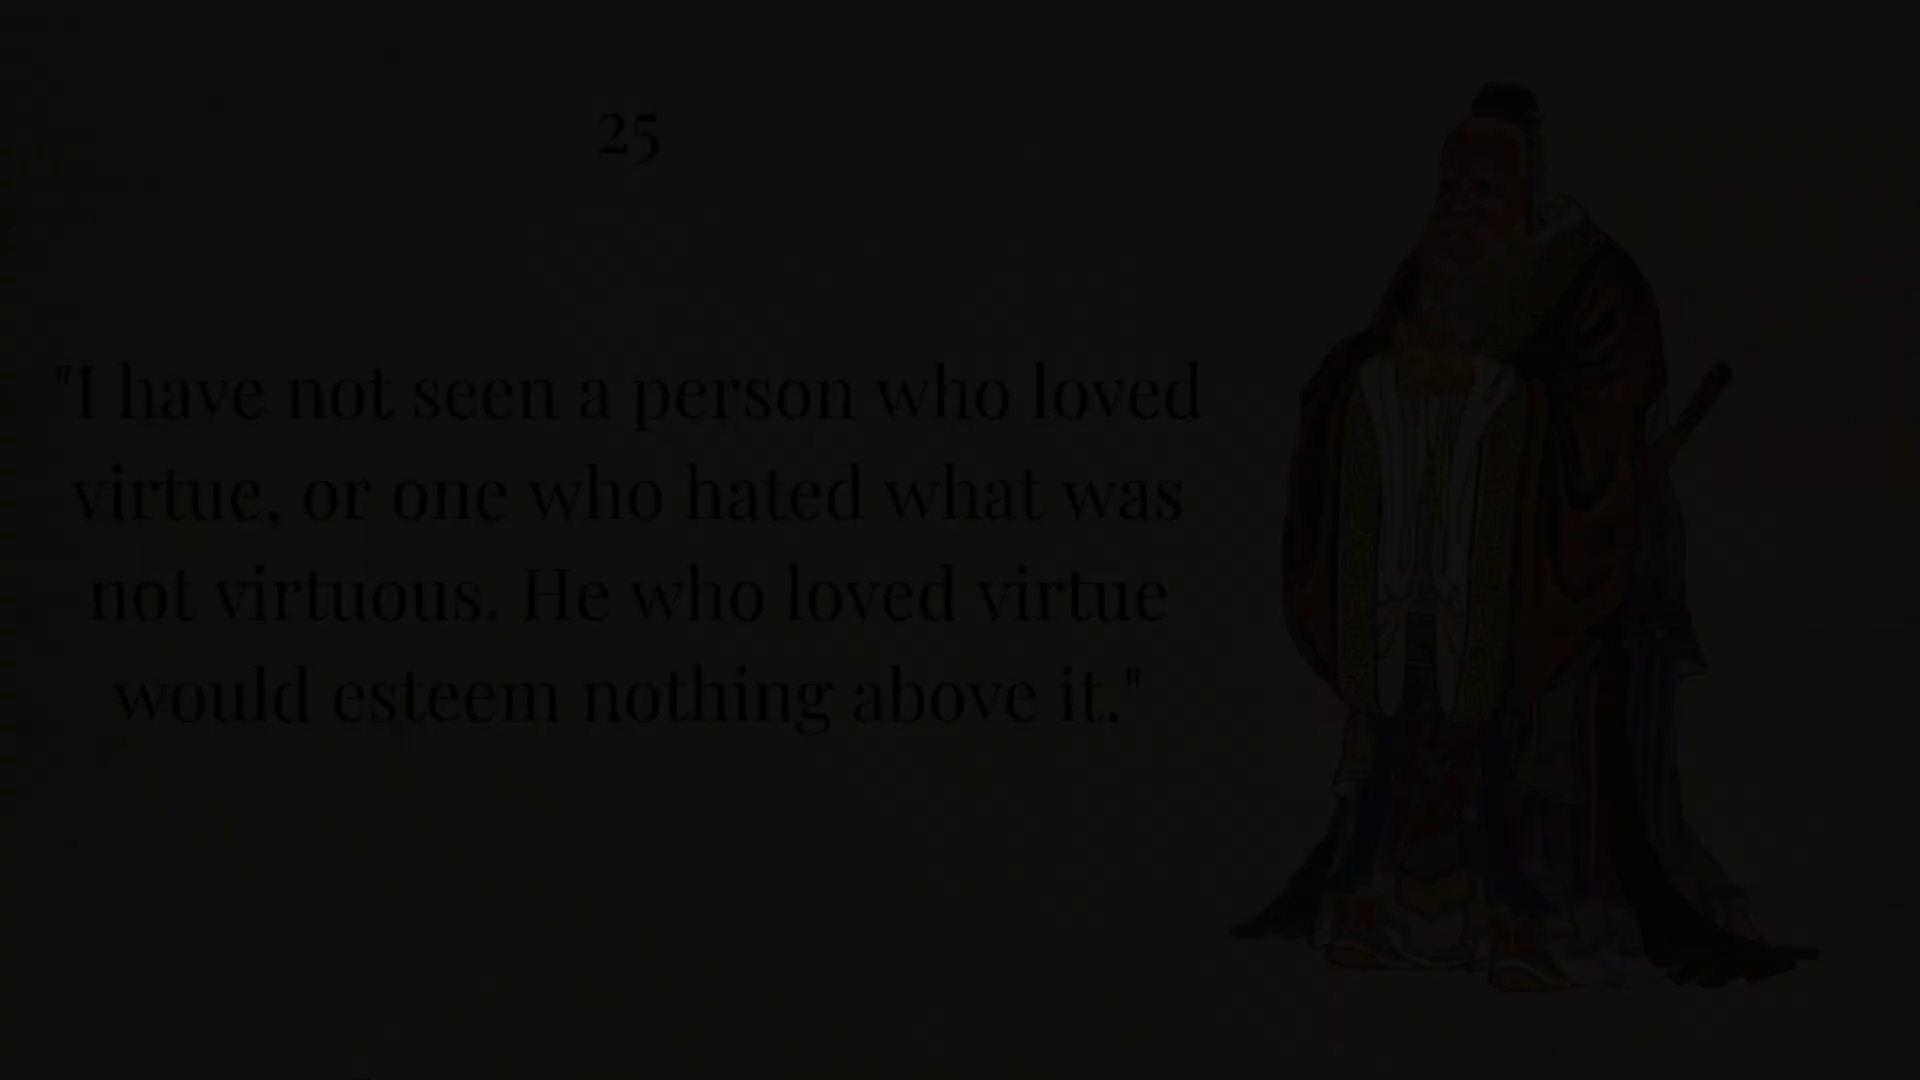 25
"I have not seen a person who loved
virtue, or one who hated what was
not virtuous. He who loved virtue
would esteem nothing above it."